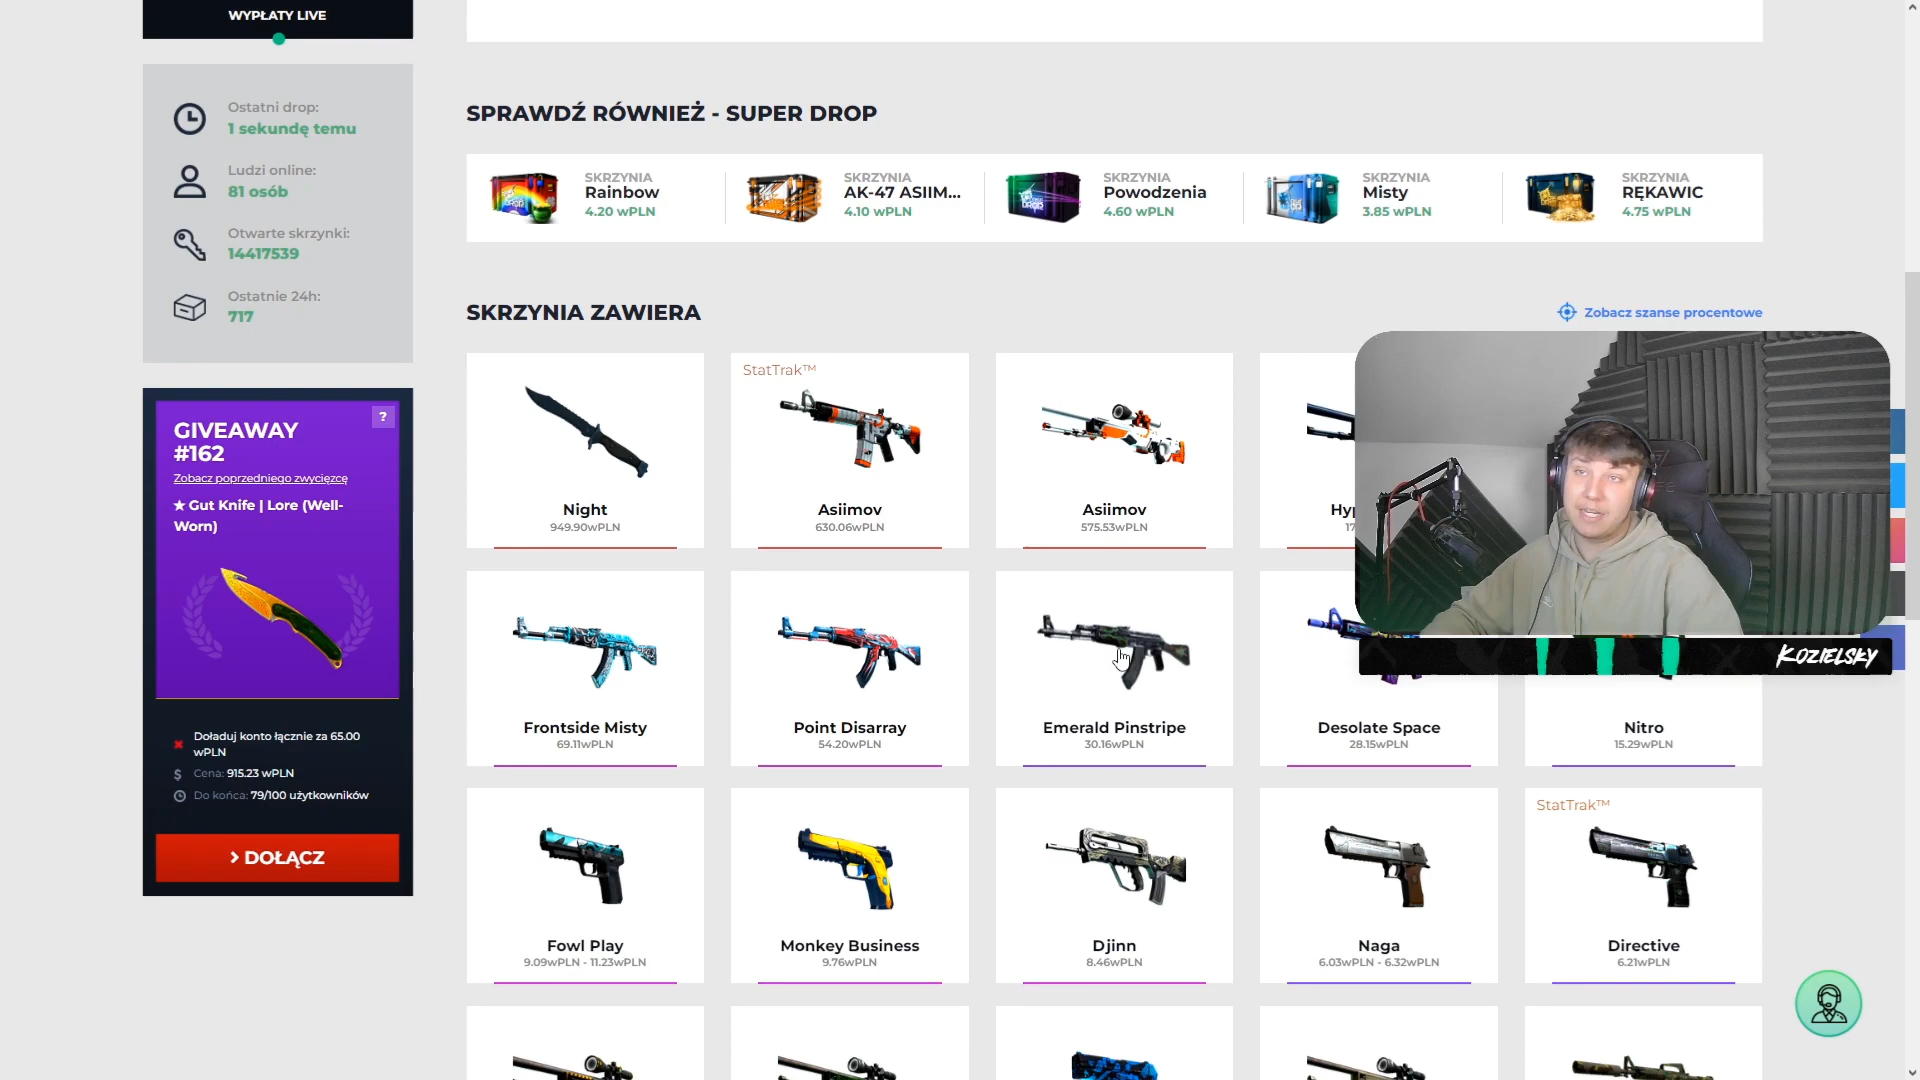 WYPŁATY LIVE
Ostatni drop:
1 sekundę temu
Ludzi online:
81 osób
Otwarte skrzynki:
14417539
Ostatnie 24h:
717
GIVEAWAY
#162
?
Zobacz poprzedniego zwycięzcę
★ Gut Knife | Lore (Well-
Worn)
Doładuj konto łącznie za 65.00
wPLN
Cena: 915.23 wPLN
Do końca: 79/100 użytkowników
DOŁĄCZ
SPRAWDŹ RÓWNIEŻ - SUPER DROP
SKRZYNIA
Rainbow
4.20 wPLN
SKRZYNIA
AK-47 ASIIM...
4.10 wPLN
SKRZYNIA
Powodzenia
4.60 wPLN
SKRZYNIA
Misty
3.85 wPLN
SKRZYNIA
RĘKAWIC
4.75 wPLN
SKRZYNIA ZAWIERA
Zobacz szanse procentowe
Night
949.90wPLN
StatTrak™
Asiimov
630.06wPLN
Asiimov
575.53wPLN
KOZIELSKY
Frontside Misty
69.11wPLN
Point Disarray
54.20wPLN
Emerald Pinstripe
30.16wPLN
Desolate Space
28.15wPLN
Nitro
15.29wPLN
Fowl Play
9.09wPLN - 11.23wPLN
Monkey Business
9.76wPLN
Djinn
8.46wPLN
Naga
6.03wPLN - 6.32wPLN
StatTrak™
Directive
6.21wPLN